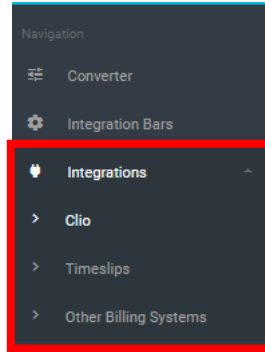 Navigation
Converter
Integration Bars
Integrations
Clio
Timeslips
Other Billing Systems